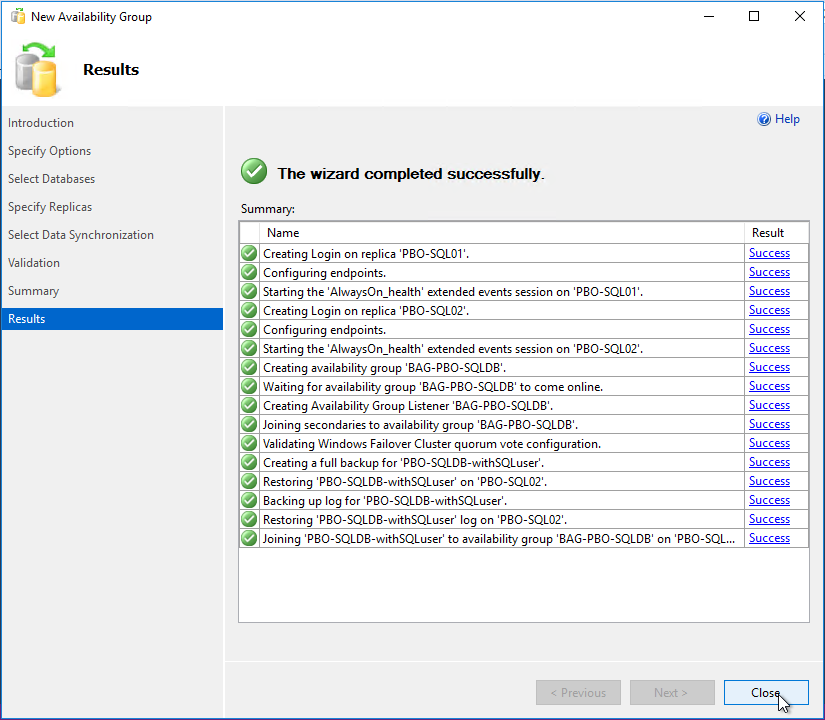 New Availability Group
Results
Introduction
Specify Options
Select Databases
Specify Replicas
Select Data Synchronization
Validation
Summary
Results
Help
The wizard completed successfully.
Summary:
Name Result
Creating Login on replica 'PBO-SQL01'. Success
Configuring endpoints. Success
Starting the 'AlwaysOn_health' extended events session on 'PBO-SQL01'. Success
Creating Login on replica 'PBO-SQL02'. Success
Configuring endpoints. Success
Starting the 'AlwaysOn_health' extended events session on 'PBO-SQL02'. Success
Creating availability group 'BAG-PBO-SQLDB'. Success
Waiting for availability group 'BAG-PBO-SQLDB' to come online. Success
Creating Availability Group Listener 'BAG-PBO-SQLDB'. Success
Joining secondaries to availability group 'BAG-PBO-SQLDB'. Success
Validating Windows Failover Cluster quorum vote configuration. Success
Creating a full backup for 'PBO-SQLDB-withSQLuser'. Success
Restoring 'PBO-SQLDB-withSQLuser' on 'PBO-SQL02'. Success
Backing up log for 'PBO-SQLDB-withSQLuser'. Success
Restoring 'PBO-SQLDB-withSQLuser' log on 'PBO-SQL02'. Success
Joining 'PBO-SQLDB-withSQLuser' to availability group 'BAG-PBO-SQLDB' on 'PBO-SQL... Success
< Previous Next > Close